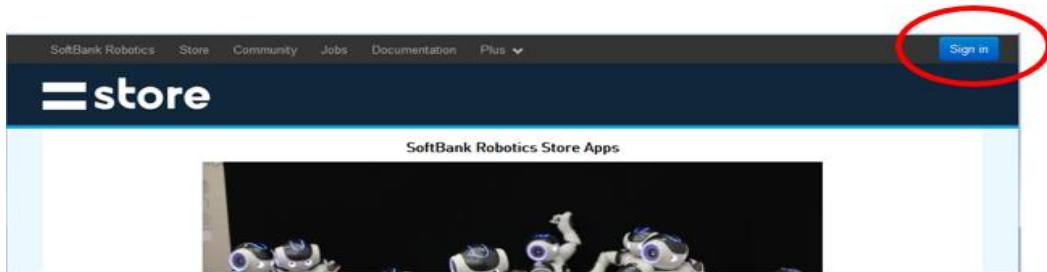 SoftBank Robotics Store Community Jobs Documentation Plus Sign in
store
SoftBank Robotics Store Apps